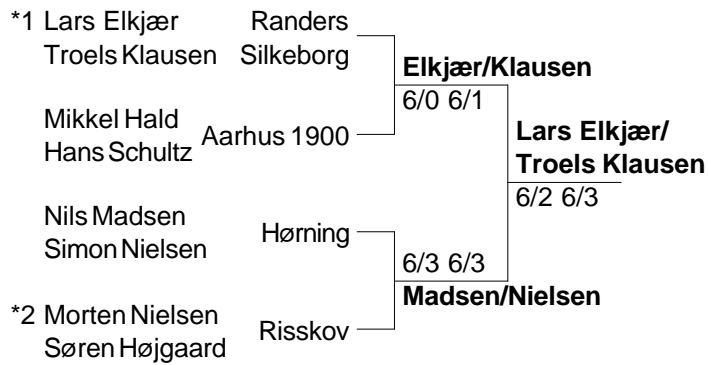 *1 Lars Elkjær Randers
Troels Klausen Silkeborg
Elkjær/Klausen
6/0 6/1
Mikkel Hald
Hans Schultz
Aarhus 1900
Lars Elkjær/
Troels Klausen
6/2 6/3
Nils Madsen
Simon Nielsen
Hørning
6/3 6/3
Madsen/Nielsen
*2 Morten Nielsen
Søren Højgaard
Risskov